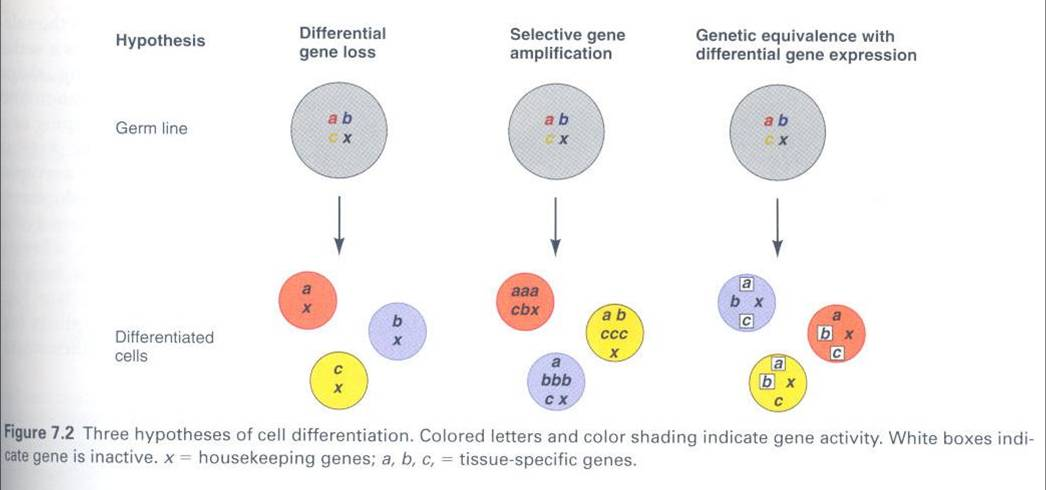 Hypothesis
Differential
gene loss
Selective gene
amplification
Genetic equivalence with
differential gene expression
Germ line
a b
c x
a b
c x
a b
c x
Differentiated
cells
a
x
b
x
c
x
aaa
cbx
a b
ccc
x
a
bbb
c x
a
b x
c
a
b x
c
a
b x
c
Figure 7.2 Three hypotheses of cell differentiation. Colored letters and color shading indicate gene activity. White boxes indi-
cate gene is inactive. x = housekeeping genes; a, b, c, = tissue-specific genes.